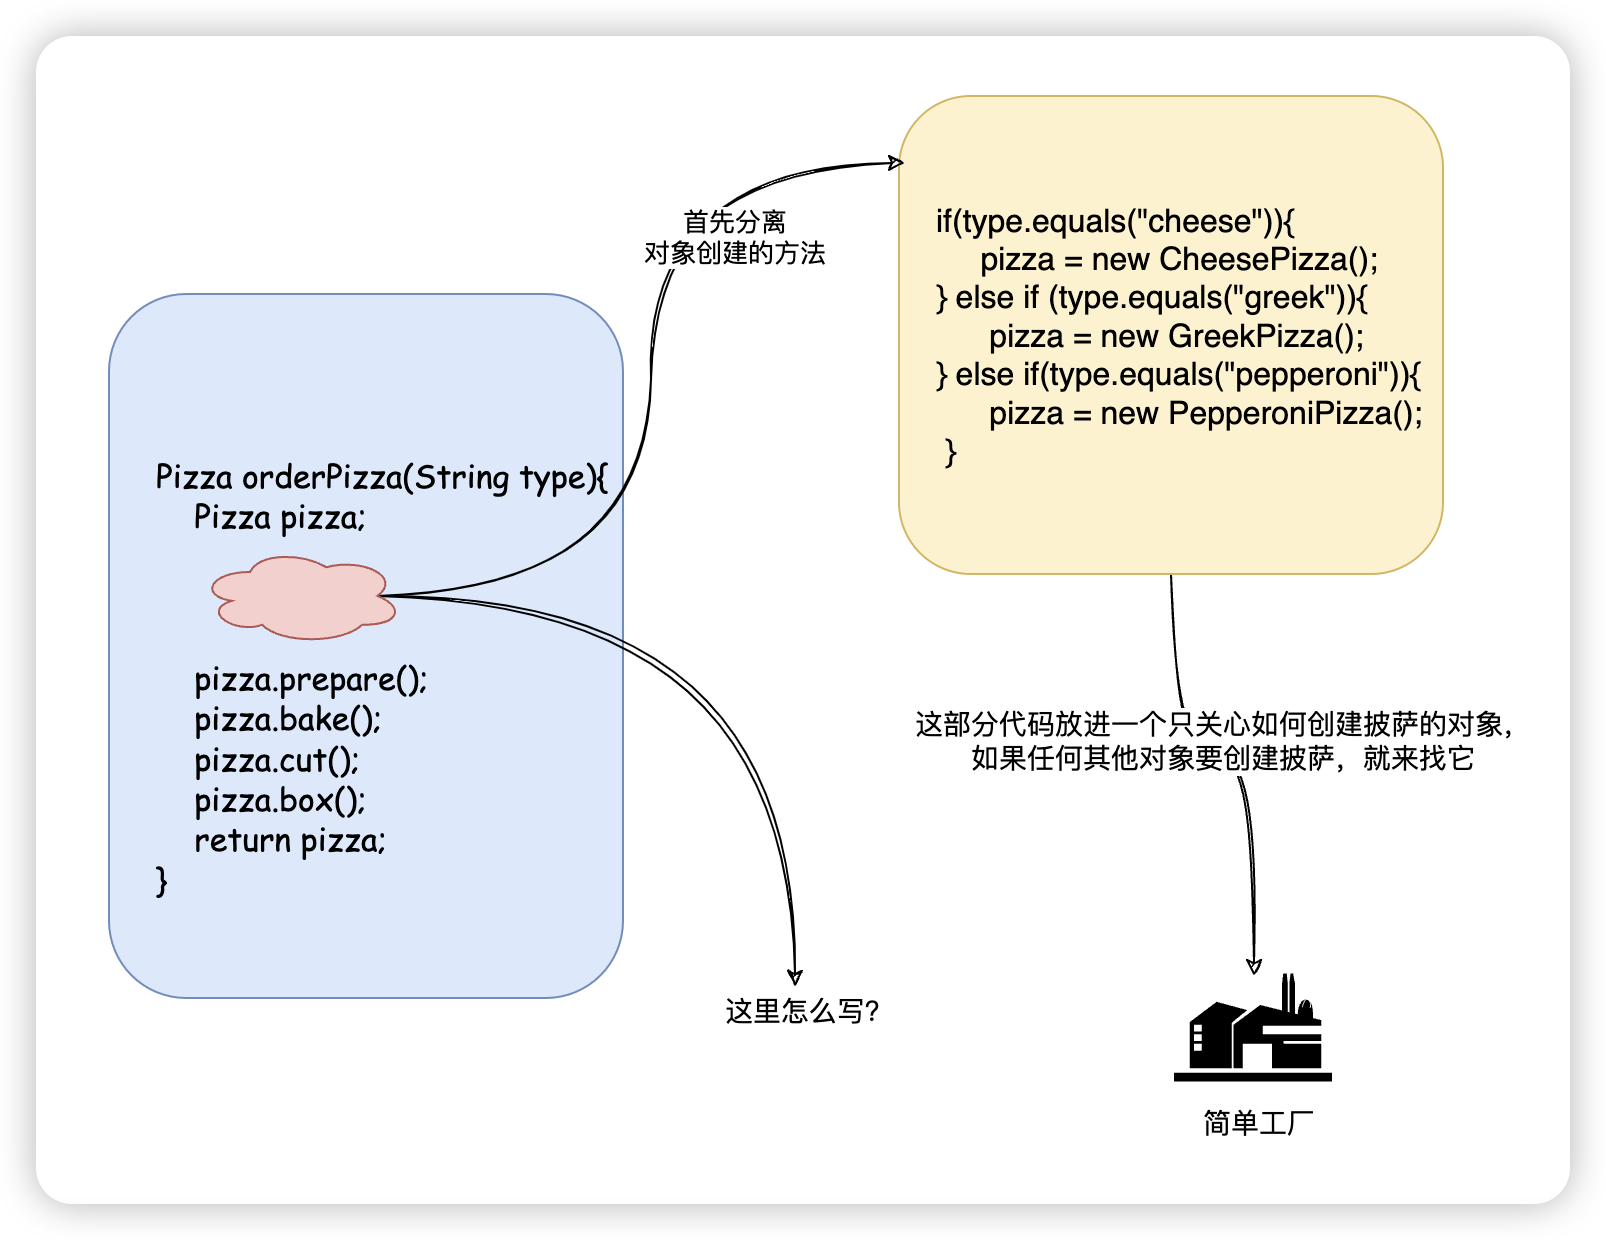 首先分离
对象创建的方法
if(type.equals("cheese")){
pizza = new CheesePizza();
} else if (type.equals("greek")){
pizza = new GreekPizza();
} else if(type.equals("pepperoni")){
pizza = new PepperoniPizza();
}
Pizza orderPizza(String type){
Pizza pizza;
pizza.prepare();
pizza.bake();
pizza.cut();
pizza.box();
return pizza;
}
这部分代码放进一个只关心如何创建披萨的对象，
如果任何其他对象要创建披萨，就来找它
这里怎么写？
简单工厂